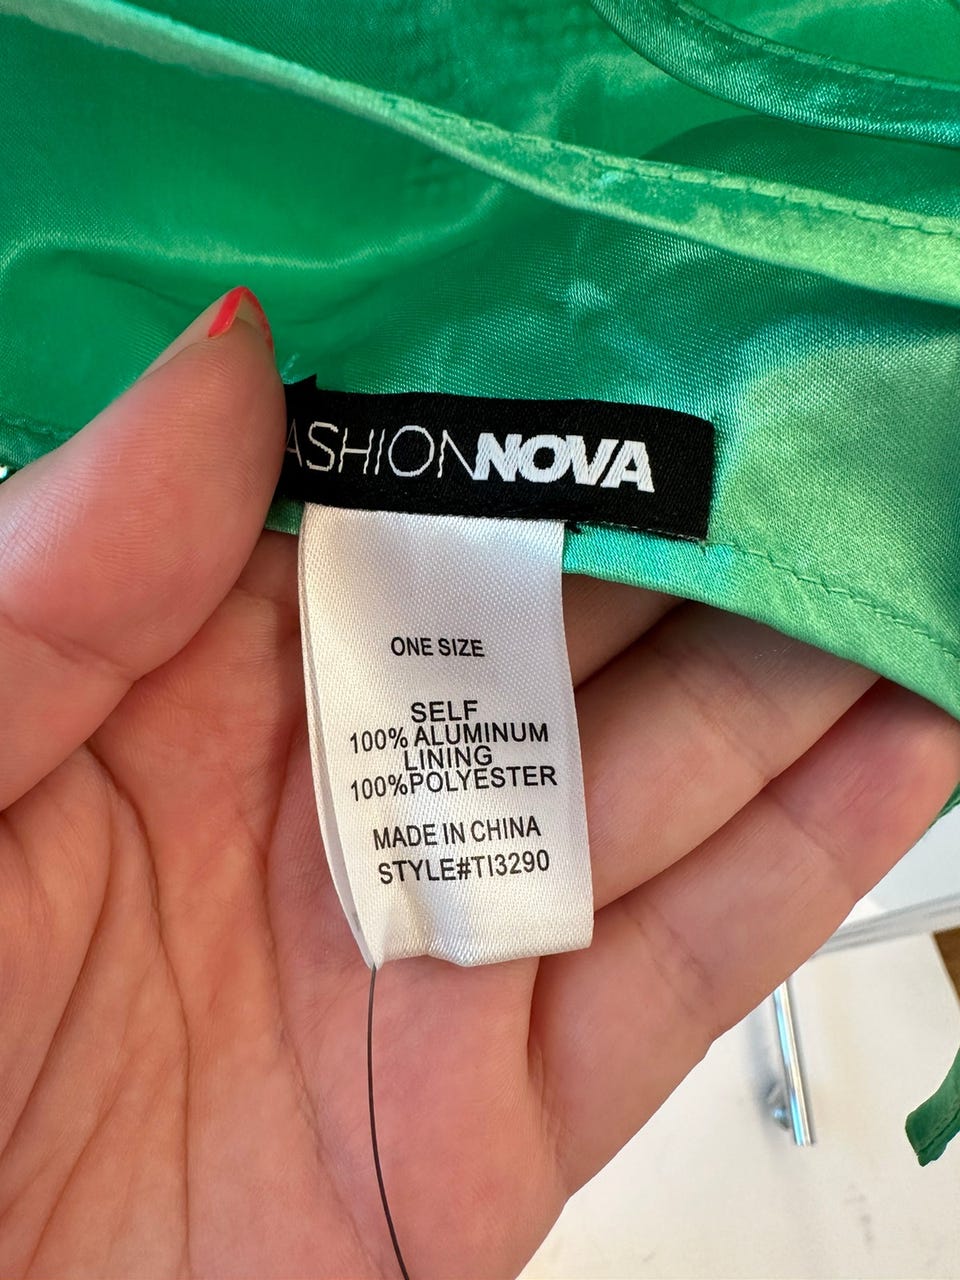 ASHIONNOVA
ONE SIZE
SELF
100% ALUMINUM
LINING
100%POLYESTER
MADE IN CHINA
STYLE#TI3290